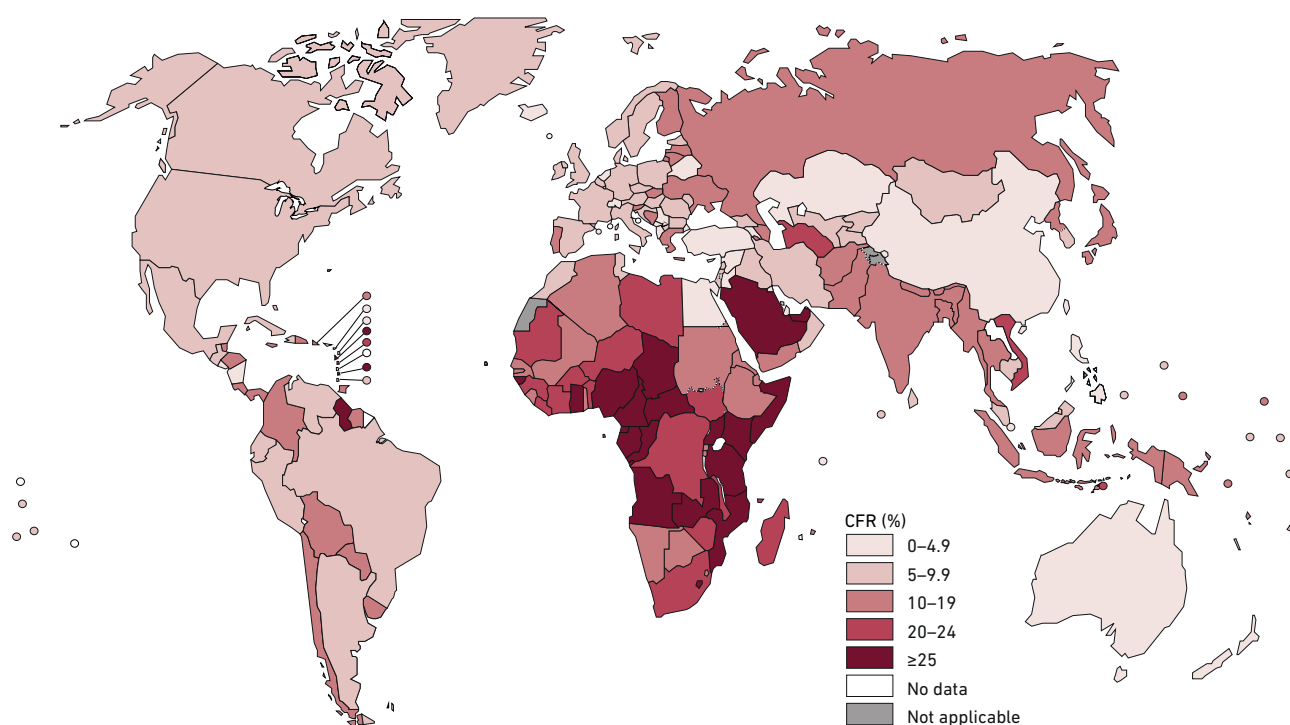 CFR (%)
0–4.9
5–9.9
10–19
20–24
≥25
No data
Not applicable